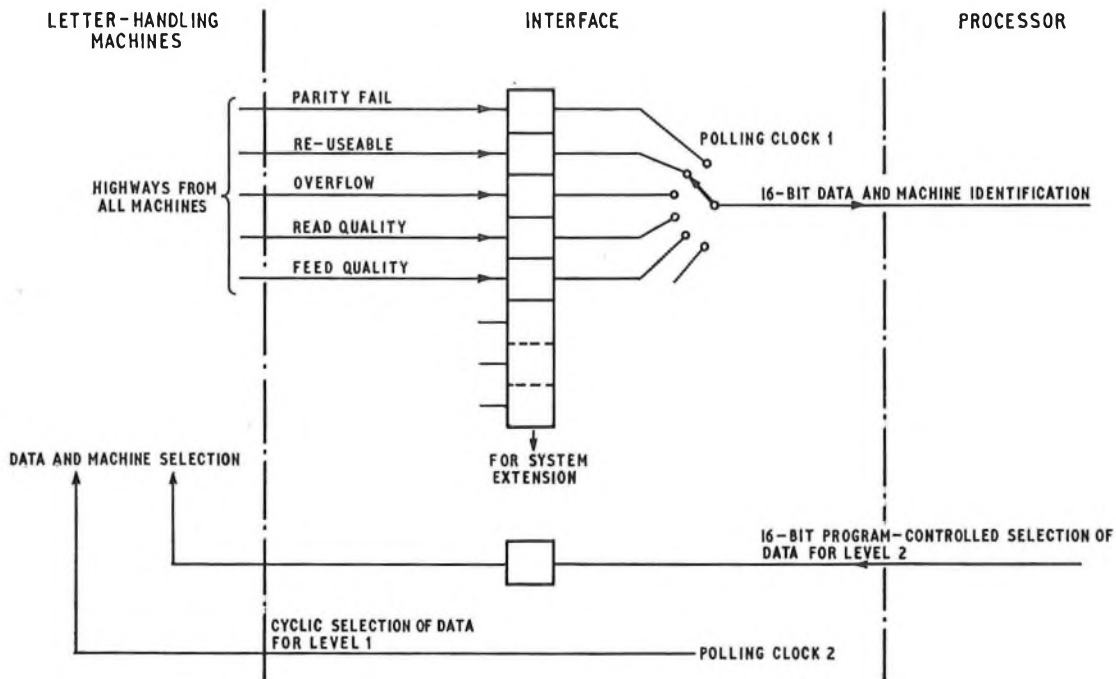 LETTER-HANDLING
MACHINES
INTERFACE
PROCESSOR
PARITY FAIL
RE-USEABLE
OVERFLOW
READ QUALITY
FEED QUALITY
HIGHWAYS FROM
ALL MACHINES
POLLING CLOCK 1
16-BIT DATA AND MACHINE IDENTIFICATION
FOR SYSTEM
EXTENSION
DATA AND MACHINE SELECTION
16-BIT PROGRAM-CONTROLLED SELECTION OF
DATA FOR LEVEL 2
CYCLIC SELECTION OF DATA
FOR LEVEL 1
POLLING CLOCK 2